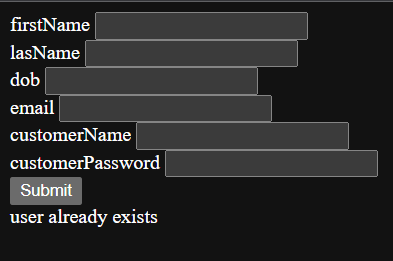 firstName
lasName
dob
email
customerName
customerPassword
Submit
user already exists